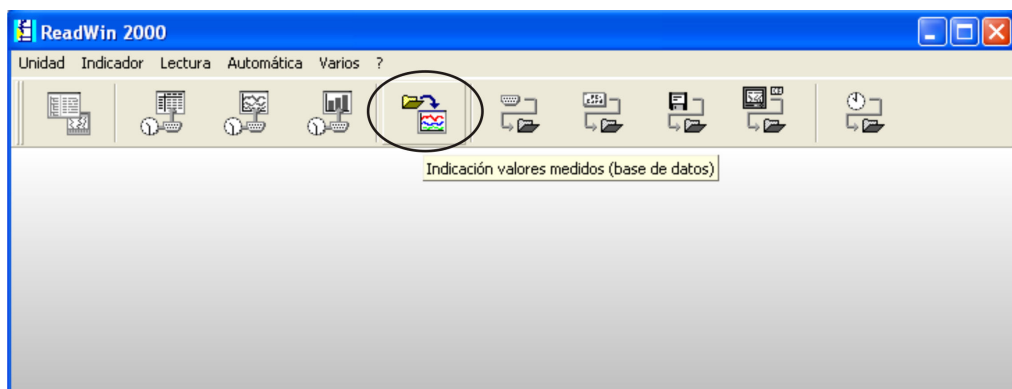 ReadWin 2000
Unidad Indicador Lectura Automática Varios ?
Indicación valores medidos (base de datos)